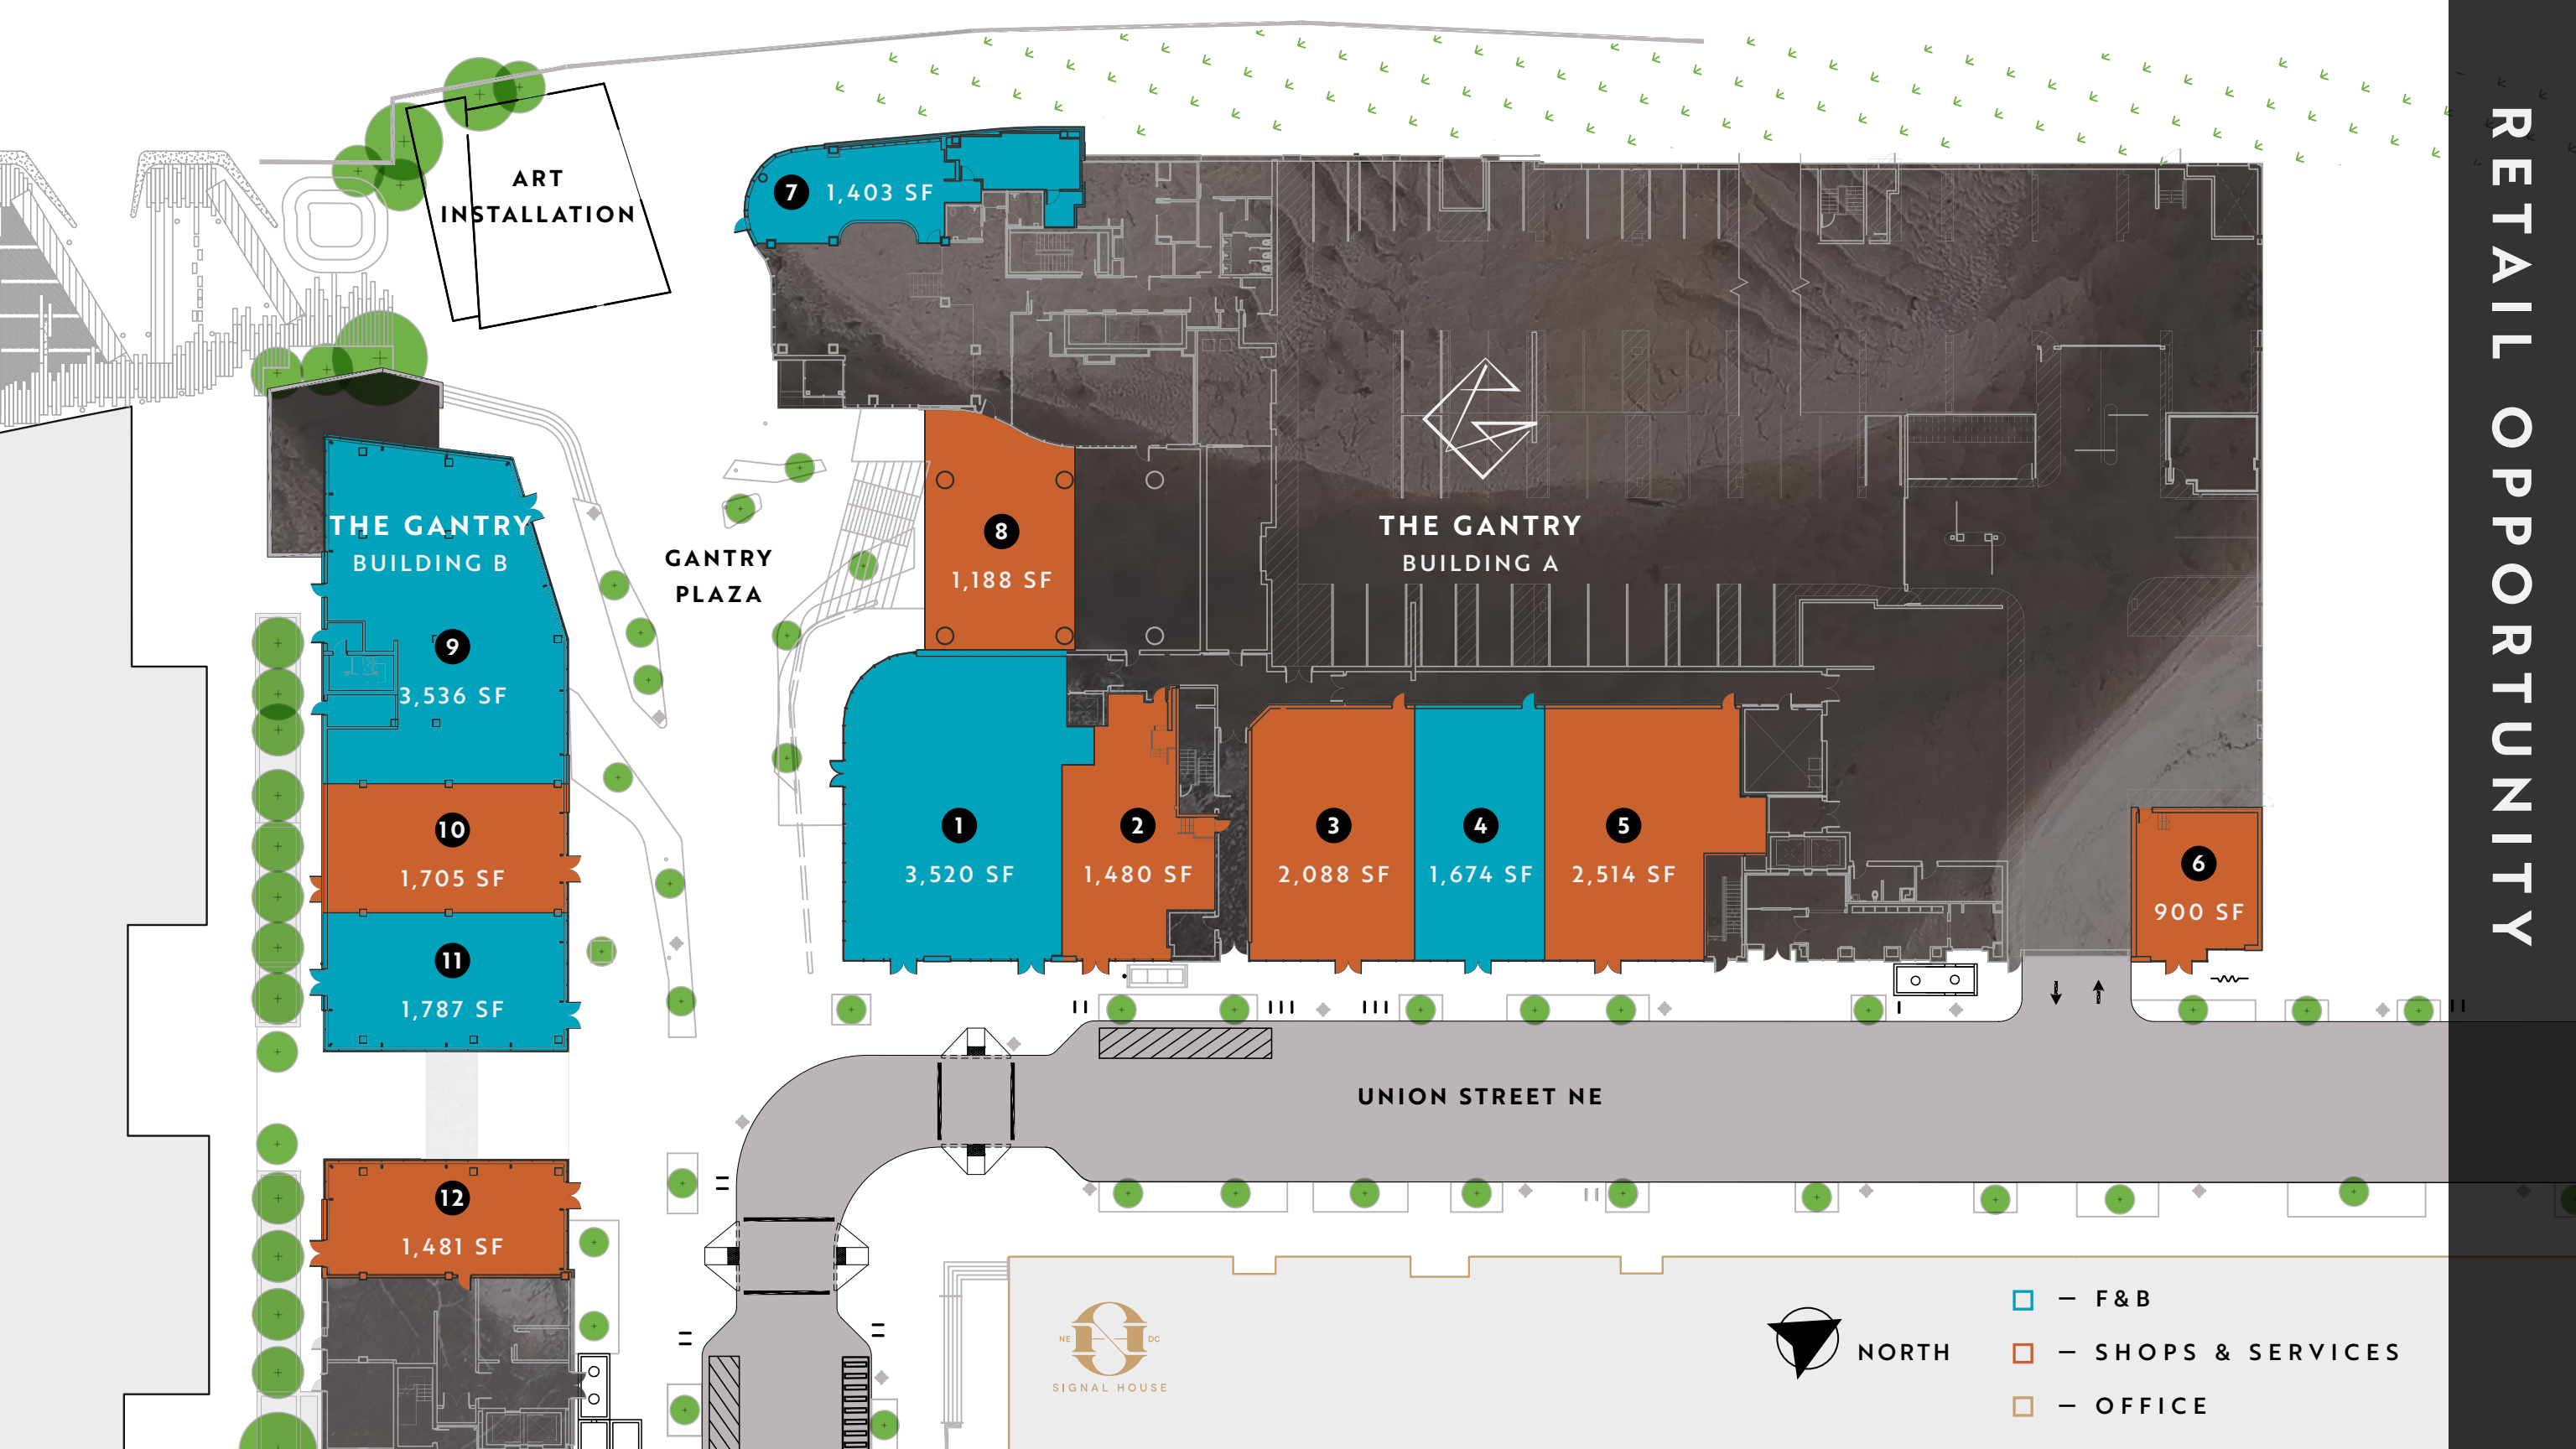 RETAIL OPPORTUNITY
ART
INSTALLATION
7 1,403 SF
THE GANTRY
BUILDING B
GANTRY
PLAZA
8
1,188 SF
THE GANTRY
BUILDING A
9
3,536 SF
10
1,705 SF
11
1,787 SF
1
3,520 SF
2
1,480 SF
3
2,088 SF
4
1,674 SF
5
2,514 SF
6
900 SF
UNION STREET NE
12
1,481 SF
NE DC
SIGNAL HOUSE
NORTH
– F&B
– SHOPS & SERVICES
– OFFICE